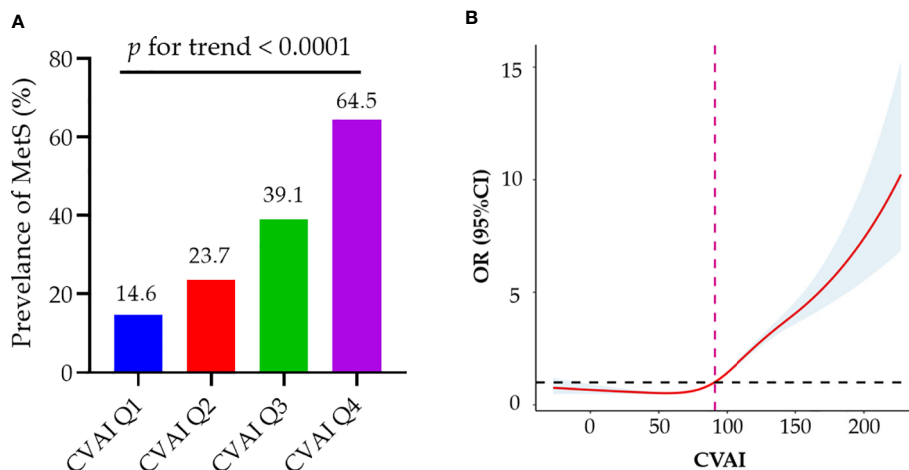 A
p for trend < 0.0001
Prevelance of MetS (%)
80
60
40
20
0
14.6
23.7
39.1
64.5
CVAI Q1
CVAI Q2
CVAI Q3
CVAI Q4
B
OR (95%CI)
15
10
5
0
0 50 100 150 200
CVAI